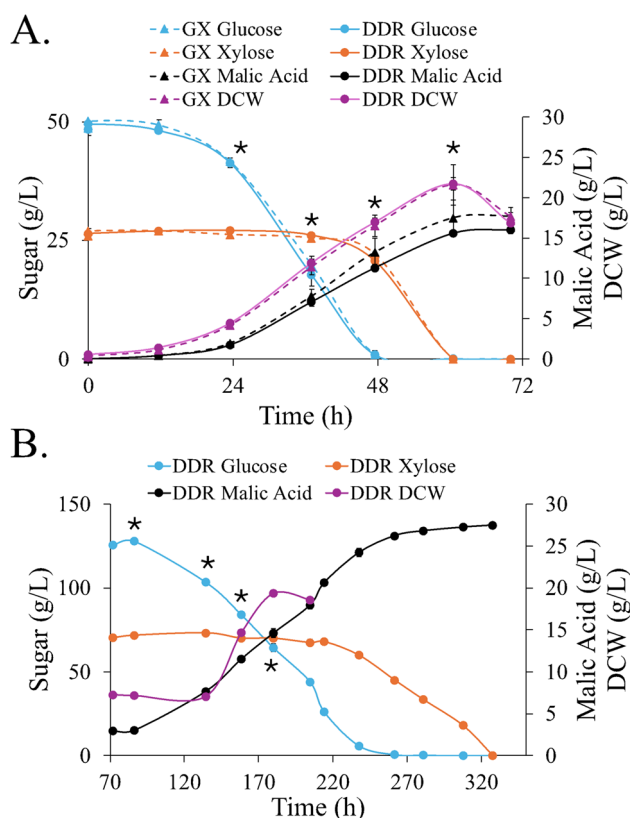 A.
GX Glucose DDR Glucose
GX Xylose DDR Xylose
GX Malic Acid DDR Malic Acid
GX DCW DDR DCW
Sugar (g/L)
50
25
0
* * * *
30
25
20
15
10
5
0
Malic Acid (g/L)
DCW (g/L)
0 24 48 72
Time (h)
B.
DDR Glucose DDR Xylose
DDR Malic Acid DDR DCW
Sugar (g/L)
150
100
50
0
* * * *
30
25
20
15
10
5
0
Malic Acid (g/L)
DCW (g/L)
70 120 170 220 270 320
Time (h)